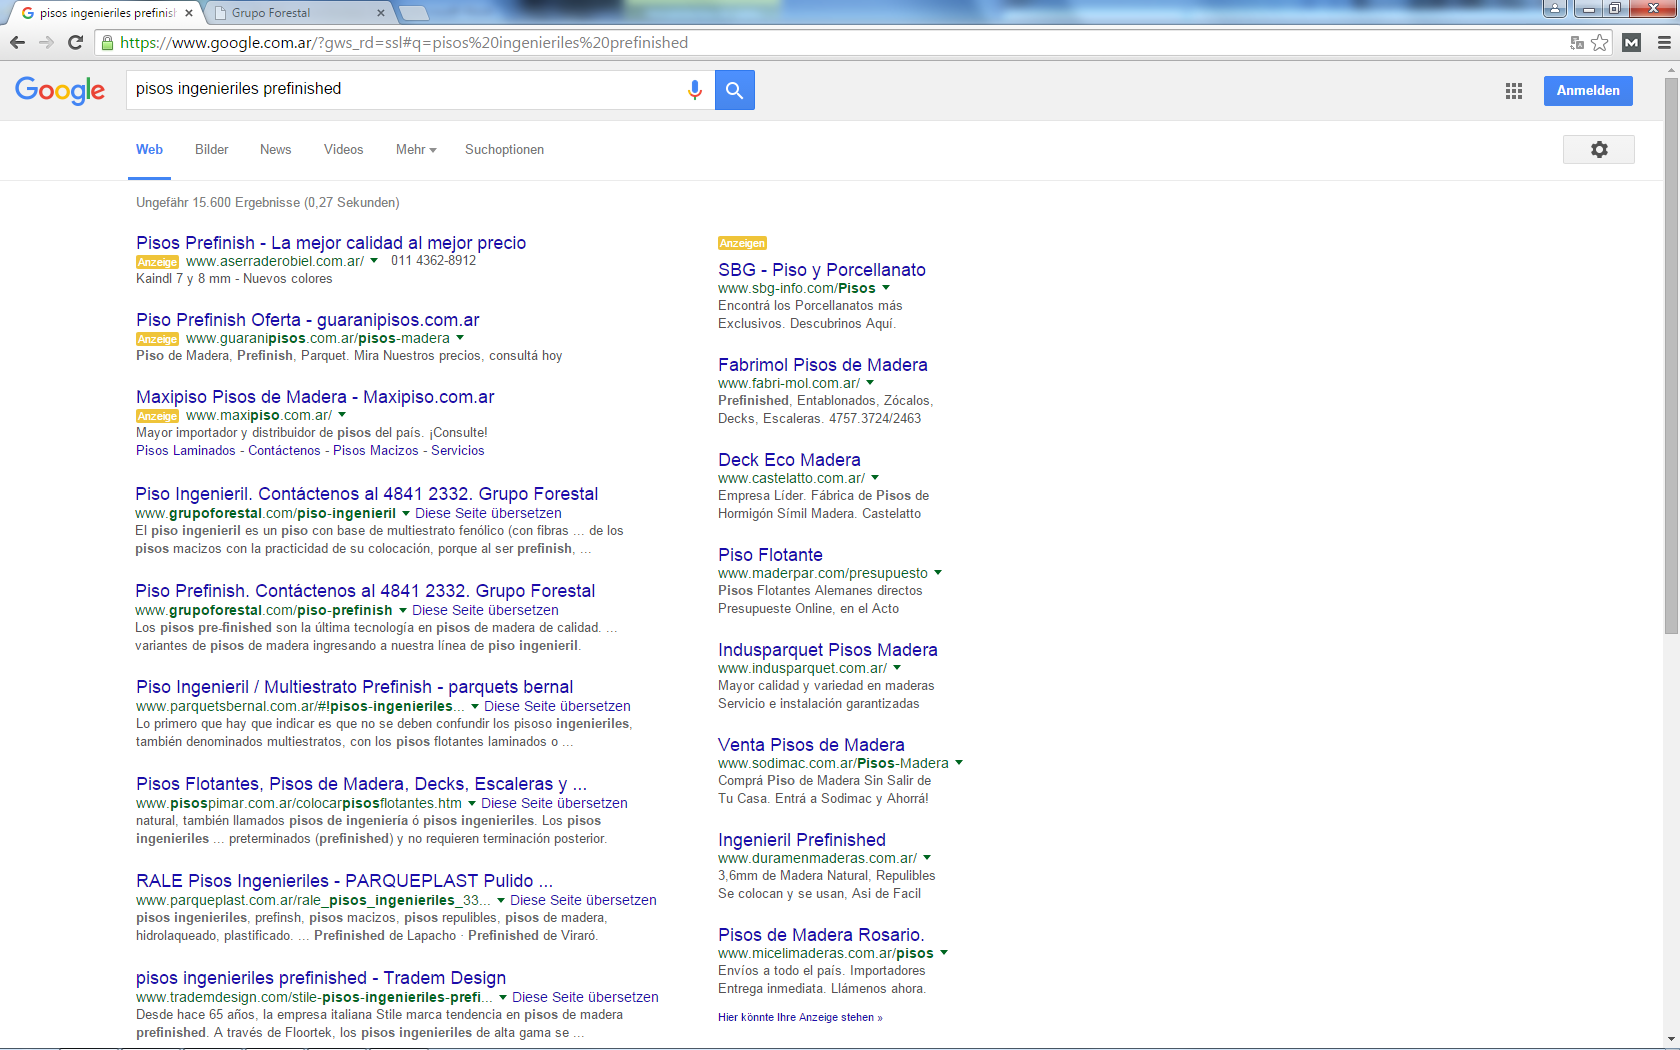 pisos ingenieriles prefinish
Grupo Forestal
https://www.google.com.ar/?gws_rd=ssl#q=pisos%20ingenieriles%20prefinished
Google
pisos ingenieriles prefinished
Anmelden
Web Bilder News Videos Mehr Suchoptionen
Ungefähr 15.600 Ergebnisse (0,27 Sekunden)
Pisos Prefinish - La mejor calidad al mejor precio
Anzeige www.aserraderobiel.com.ar/ 011 4362-8912
Kaindl 7 y 8 mm - Nuevos colores
Piso Prefinish Oferta - guaranipisos.com.ar
Anzeige www.guaranipisos.com.ar/pisos-madera
Piso de Madera, Prefinish, Parquet. Mira Nuestros precios, consultá hoy
Maxipiso Pisos de Madera - Maxipiso.com.ar
Anzeige www.maxipiso.com.ar/
Mayor importador y distribuidor de pisos del país. ¡Consulte!
Pisos Laminados - Contáctenos - Pisos Macizos - Servicios
Piso Ingenieril. Contáctenos al 4841 2332. Grupo Forestal
www.grupoforestal.com/piso-ingenieril Diese Seite übersetzen
El piso ingenieril es un piso con base de multiestrato fenólico (con fibras ... de los
pisos macizos con la practicidad de su colocación, porque al ser prefinish, ...
Piso Prefinish. Contáctenos al 4841 2332. Grupo Forestal
www.grupoforestal.com/piso-prefinish Diese Seite übersetzen
Los pisos pre-finished son la última tecnología en pisos de madera de calidad. ...
variantes de pisos de madera ingresando a nuestra línea de piso ingenieril.
Piso Ingenieril / Multiestrato Prefinish - parquets bernal
www.parquetsbernal.com.ar/#!pisos-ingenieriles... Diese Seite übersetzen
Lo primero que hay que indicar es que no se deben confundir los pisoso ingenieriles,
también denominados multiestratos, con los pisos flotantes laminados o ...
Pisos Flotantes, Pisos de Madera, Decks, Escaleras y ...
www.pisospimar.com.ar/colocarpisosflotantes.htm Diese Seite übersetzen
natural, también llamados pisos de ingeniería ó pisos ingenieriles. Los pisos
ingenieriles ... preterminados (prefinished) y no requieren terminación posterior.
RALE Pisos Ingenieriles - PARQUEPLAST Pulido ...
www.parqueplast.com.ar/rale_pisos_ingenieriles_33... Diese Seite übersetzen
pisos ingenieriles, prefinsh, pisos macizos, pisos repulibles, pisos de madera,
hidrolaqueado, plastificado. ... Prefinished de Lapacho · Prefinished de Viraró.
pisos ingenieriles prefinished - Tradem Design
www.trademdesign.com/stile-pisos-ingenieriles-prefi... Diese Seite übersetzen
Desde hace 65 años, la empresa italiana Stile marca tendencia en pisos de madera
prefinished. A través de Floortek, los pisos ingenieriles de alta gama se ...
Anzeigen
SBG - Piso y Porcellanato
www.sbg-info.com/Pisos
Encontrá los Porcellanatos más
Exclusivos. Descubrinos Aquí.
Fabrimol Pisos de Madera
www.fabri-mol.com.ar/
Prefinished, Entablonados, Zócalos,
Decks, Escaleras. 4757.3724/2463
Deck Eco Madera
www.castelatto.com.ar/
Empresa Líder. Fábrica de Pisos de
Hormigón Símil Madera. Castelatto
Piso Flotante
www.maderpar.com/presupuesto
Pisos Flotantes Alemanes directos
Presupueste Online, en el Acto
Indusparquet Pisos Madera
www.indusparquet.com.ar/
Mayor calidad y variedad en maderas
Servicio e instalación garantizadas
Venta Pisos de Madera
www.sodimac.com.ar/Pisos-Madera
Comprá Piso de Madera Sin Salir de
Tu Casa. Entrá a Sodimac y Ahorrá!
Ingenieril Prefinished
www.duramenmaderas.com.ar/
3,6mm de Madera Natural, Repulibles
Se colocan y se usan, Asi de Facil
Pisos de Madera Rosario.
www.micelimaderas.com.ar/pisos
Envíos a todo el país. Importadores
Entrega inmediata. Llámenos ahora.
Hier könnte Ihre Anzeige stehen »